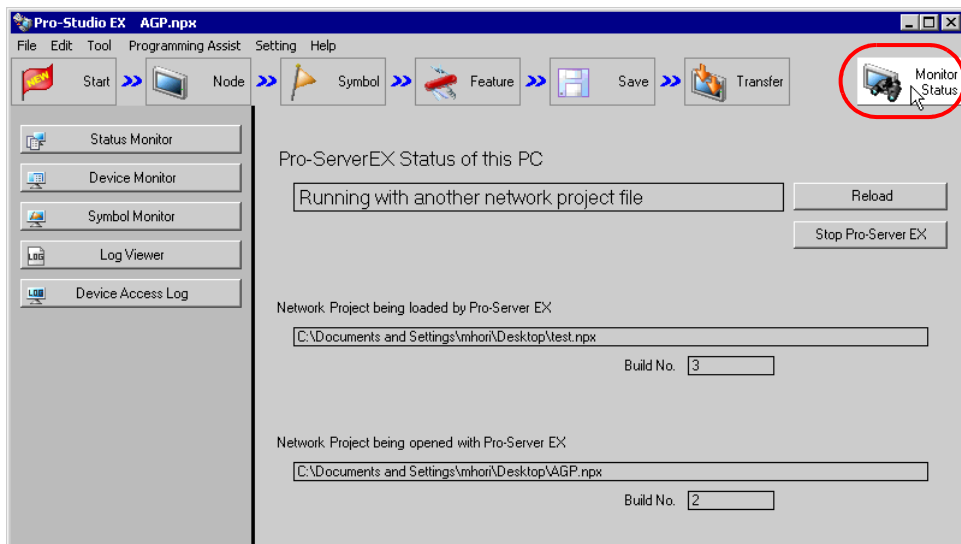 Pro-Studio EX AGP.npx
File Edit Tool Programming Assist Setting Help
NEW Start Node Symbol Feature Save Transfer Monitor
Status
Status Monitor
Device Monitor
Symbol Monitor
LOG Log Viewer
LOG Device Access Log
Pro-ServerEX Status of this PC
Running with another network project file
Reload
Stop Pro-Server EX
Network Project being loaded by Pro-Server EX
C:\Documents and Settings\mhori\Desktop\test.npx
Build No. 3
Network Project being opened with Pro-Server EX
C:\Documents and Settings\mhori\Desktop\AGP.npx
Build No. 2